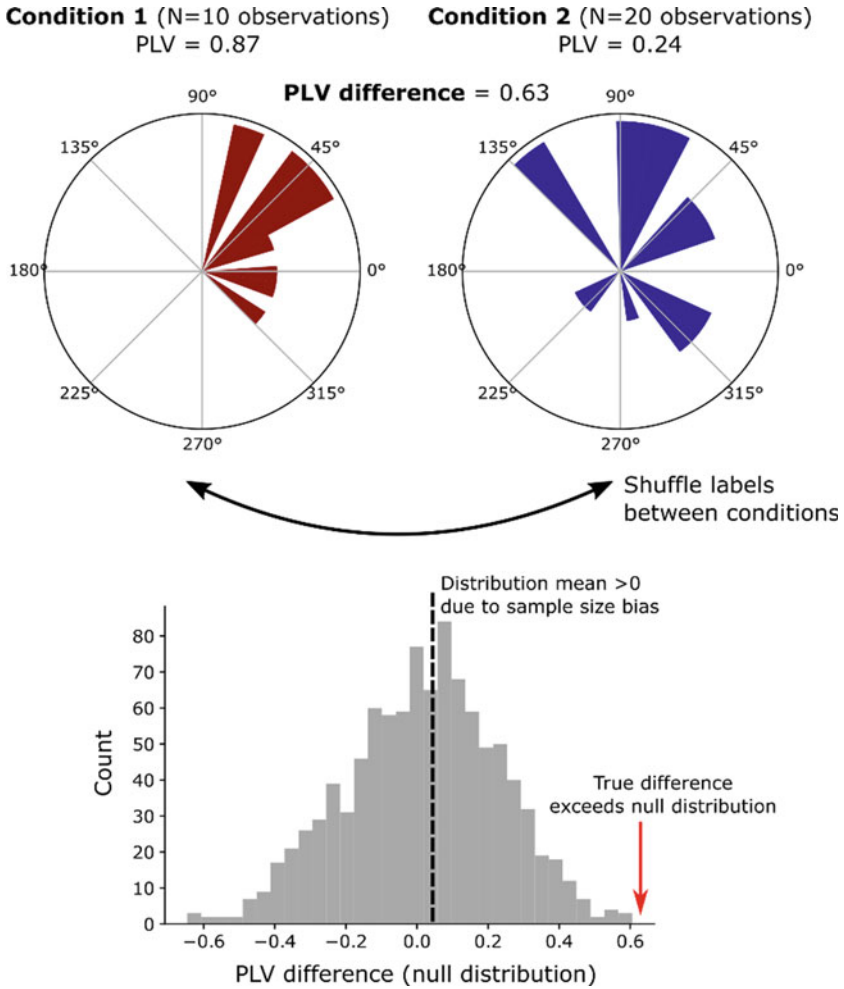 Condition 1 (N=10 observations)
PLV = 0.87
Condition 2 (N=20 observations)
PLV = 0.24
PLV difference = 0.63
90°
135°
45°
180°
0°
225°
315°
270°
90°
135°
45°
180°
0°
225°
315°
270°
Shuffle labels
between conditions
Distribution mean >0
due to sample size bias
True difference
exceeds null distribution
Count
80
70
60
50
40
30
20
10
0
−0.6
−0.4
−0.2
0.0
0.2
0.4
0.6
PLV difference (null distribution)